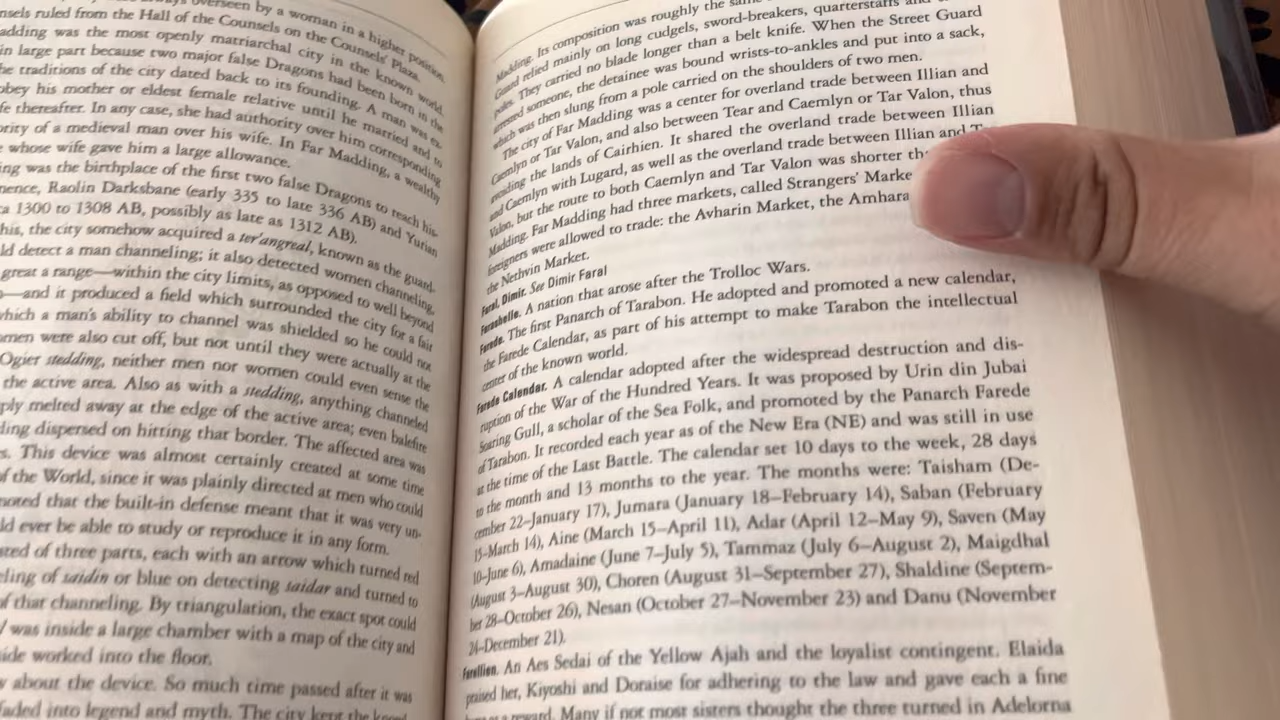 overseen by a woman in a higher position.
nsels ruled from the Hall of the Counsels on the Counsels' Plaza.
adding was the most openly matriarchal city in the known world,
in large part because two major false Dragons had been born in the
he traditions of the city dated back to its founding. A man was ex-
obey his mother or eldest female relative until he married and to
fe thereafter. In any case, she had authority over him corresponding
ority of a medieval man over his wife. In Far Madding, a wealthy
whose wife gave him a large allowance.
ing was the birthplace of the first two false Dragons to reach his-
nence, Raolin Darksbane (early 335 to late 336 AB) and Yurian
a 1300 to 1308 AB, possibly as late as 1312 AB).
his, the city somehow acquired a ter'angreal, known as the guard-
ld detect a man channeling; it also detected women channeling,
great a range—within the city limits, as opposed to well beyond
—and it produced a field which surrounded the city for a fair
which a man's ability to channel was shielded so he could not
omen were also cut off, but not until they were actually at the
Ogier stedding, neither men nor women could even sense the
the active area. Also as with a stedding, anything channeled
ply melted away at the edge of the active area; even balefire
ing dispersed on hitting that border. The affected area was
s. This device was almost certainly created at some time
of the World, since it was plainly directed at men who could
noted that the built-in defense meant that it was very un-
ld ever be able to study or reproduce it in any form.
sted of three parts, each with an arrow which turned red
eling of saidin or blue on detecting saidar and turned to
of that channeling. By triangulation, the exact spot could
was inside a large chamber with a map of the city and
ide worked into the floor.
y about the device. So much time passed after it was
faded into legend and myth. The city kept the
Madding. Its composition was roughly the
Guard relied mainly on long cudgels, sword-breakers, quarterstaffs and
poles. They carried no blade longer than a belt knife. When the Street Guard
arrested someone, the detainee was bound wrists-to-ankles and put into a sack,
which was then slung from a pole carried on the shoulders of two men.
The city of Far Madding was a center for overland trade between Illian and
Caemlyn or Tar Valon, and also between Tear and Caemlyn or Tar Valon, thus
avoiding the lands of Cairhien. It shared the overland trade between Illian
and Caemlyn with Lugard, as well as the overland trade between Illian and T
Valon, but the route to both Caemlyn and Tar Valon was shorter
Madding. Far Madding had three markets, called Strangers' Marke
foreigners were allowed to trade: the Avharin Market, the Amhara
the Nethvin Market.
Faral, Dimir. See Dimir Faral
Farashelle. A nation that arose after the Trolloc Wars.
Farede. The first Panarch of Tarabon. He adopted and promoted a new calendar,
the Farede Calendar, as part of his attempt to make Tarabon the intellectual
center of the known world.
Farede Calendar. A calendar adopted after the widespread destruction and dis-
ruption of the War of the Hundred Years. It was proposed by Urin din Jubai
Soaring Gull, a scholar of the Sea Folk, and promoted by the Panarch Farede
of Tarabon. It recorded each year as of the New Era (NE) and was still in use
at the time of the Last Battle. The calendar set 10 days to the week, 28 days
to the month and 13 months to the year. The months were: Taisham (De-
cember 22–January 17), Jumara (January 18–February 14), Saban (February
15–March 14), Aine (March 15–April 11), Adar (April 12–May 9), Saven (May
10–June 6), Amadaine (June 7–July 5), Tammaz (July 6–August 2), Maigdhal
(August 3–August 30), Choren (August 31–September 27), Shaldine (Septem-
ber 28–October 26), Nesan (October 27–November 23) and Danu (November
24–December 21).
Farellien. An Aes Sedai of the Yellow Ajah and the loyalist contingent. Elaida
praised her, Kiyoshi and Doraise for adhering to the law and gave each a fine
reward. Many if not most sisters thought the three turned in Adelorna